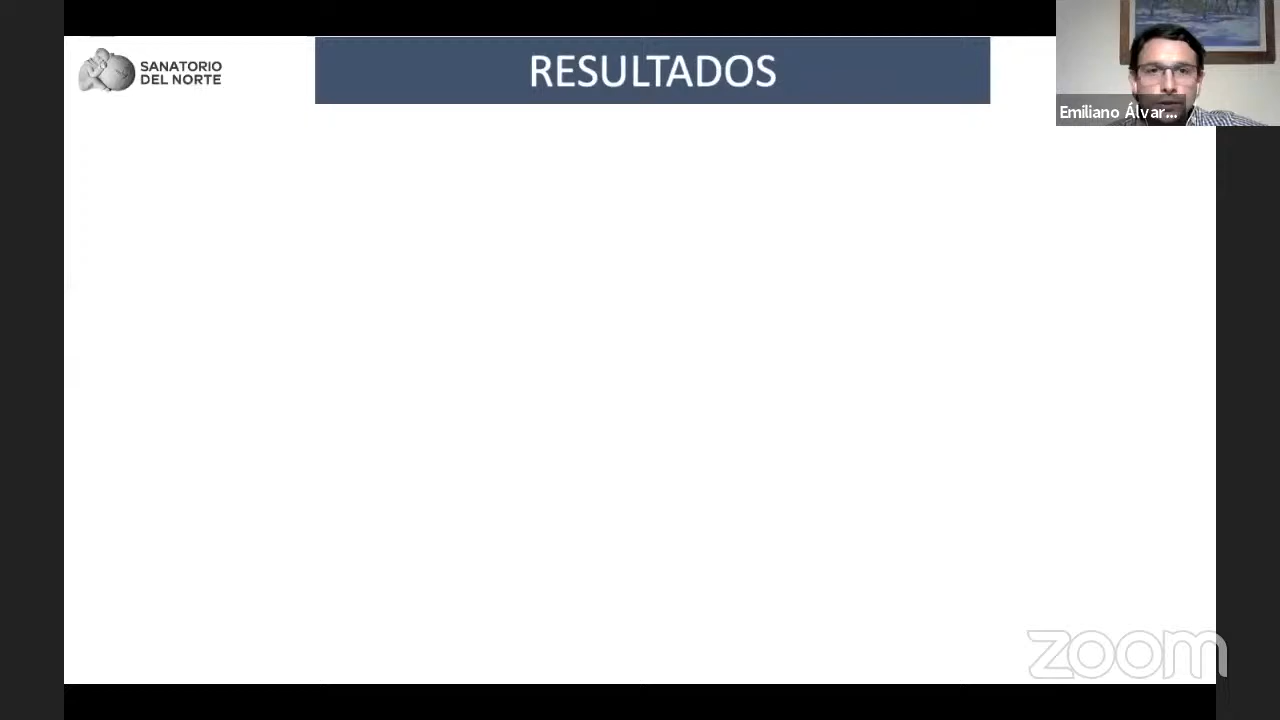 SANATORIO
DEL NORTE
RESULTADOS
Emiliano Álvar...
zoom